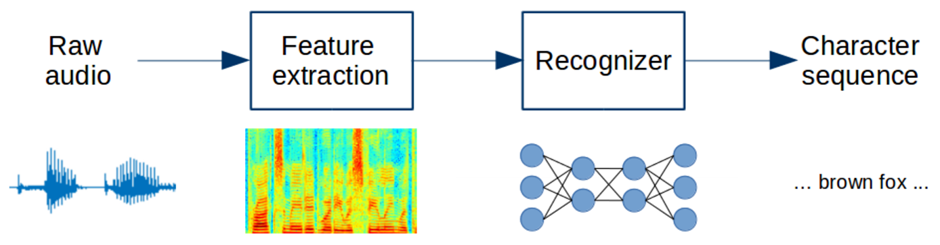 Raw
audio
Feature
extraction
Recognizer
Character
sequence
... brown fox ...